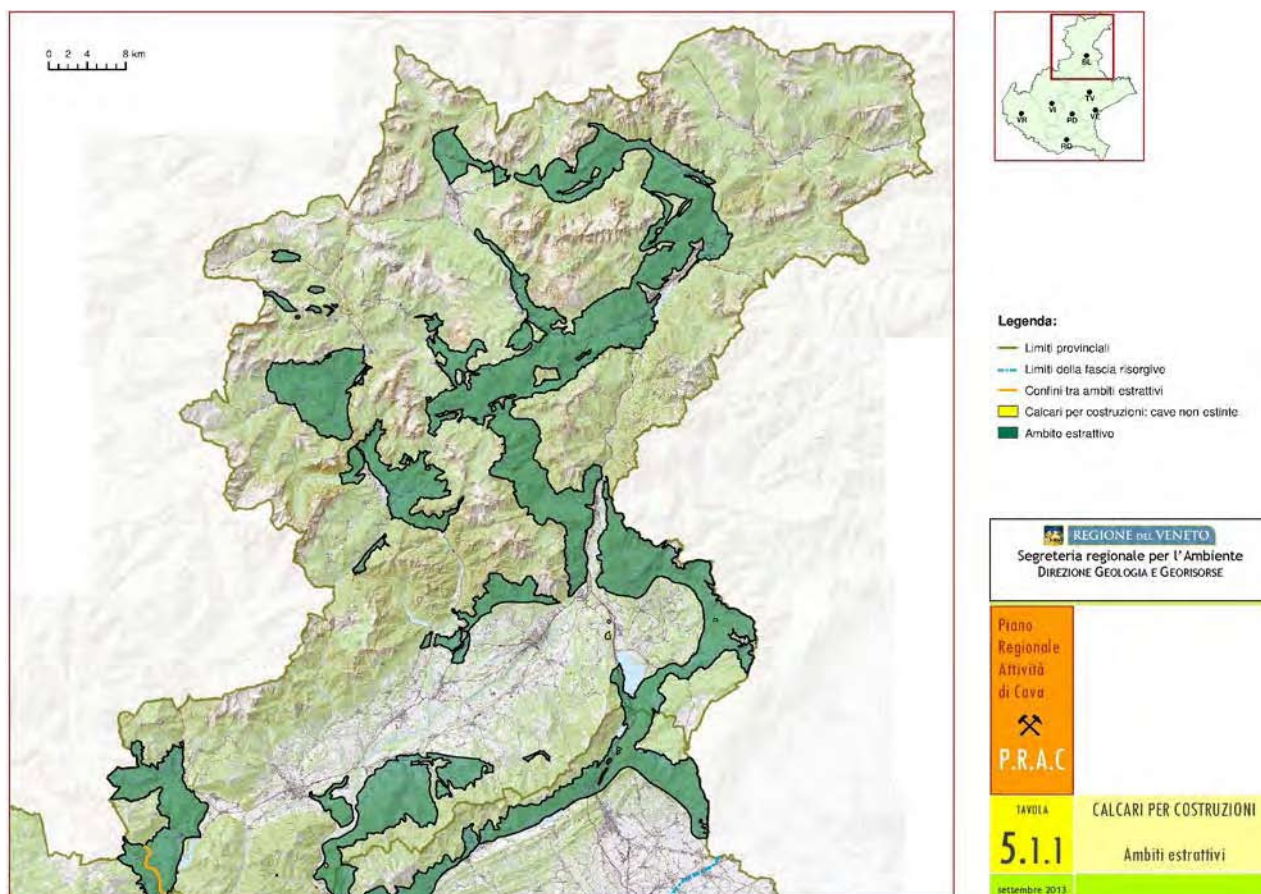 0 2 4 8 km
BL
TV
VI
VR
PD
VE
RO
Legenda:
Limiti provinciali
Limiti della fascia risorgive
Confini tra ambiti estrattivi
Calcari per costruzioni: cave non estinte
Ambito estrattivo
REGIONE DEL VENETO
Segreteria regionale per l'Ambiente
DIREZIONE GEOLOGIA E GEORISORSE
Piano
Regionale
Attività
di Cava
P.R.A.C
TAVOLA
5.1.1
CALCARI PER COSTRUZIONI
Ambiti estrattivi
settembre 2013